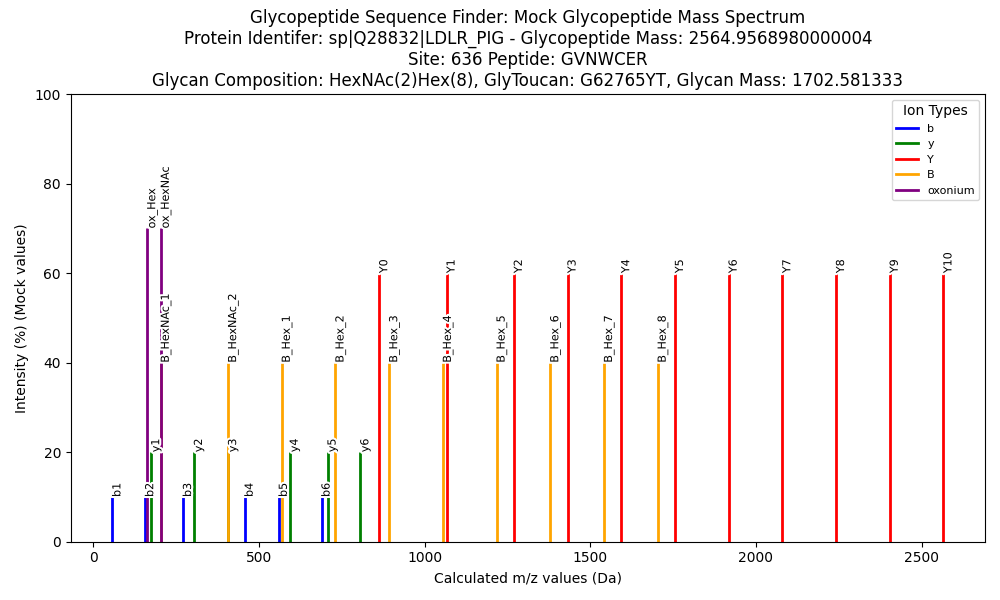 Glycopeptide Sequence Finder: Mock Glycopeptide Mass Spectrum
Protein Identifer: sp|Q28832|LDLR_PIG - Glycopeptide Mass: 2564.9568980000004
Site: 636 Peptide: GVNWCER
Glycan Composition: HexNAc(2)Hex(8), GlyToucan: G62765YT, Glycan Mass: 1702.581333
Intensity (%) (Mock values)
100
80
60
40
20
0
Ion Types
b
y
Y
B
oxonium
ox_Hex
ox_HexNAc
Y0
Y1
Y2
Y3
Y4
Y5
Y6
Y7
Y8
Y9
Y10
B_HexNAc_1
B_HexNAc_2
B_Hex_1
B_Hex_2
B_Hex_3
B_Hex_4
B_Hex_5
B_Hex_6
B_Hex_7
B_Hex_8
y1
y2
y3
y4
y5
y6
b1
b2
b3
b4
b5
b6
0
500
1000
1500
2000
2500
Calculated m/z values (Da)